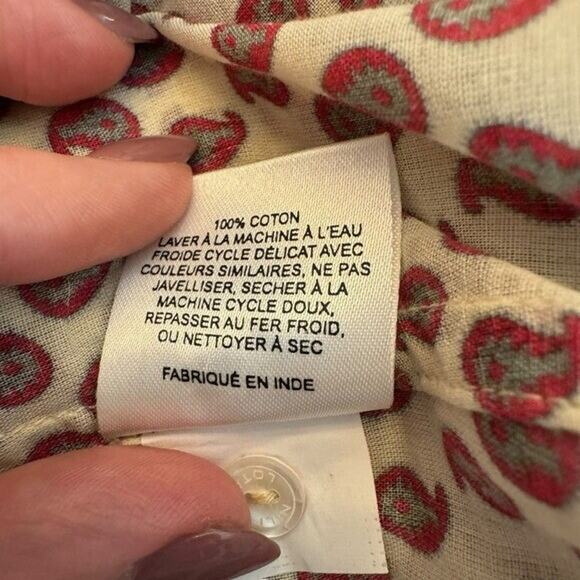 100% COTON
LAVER À LA MACHINE À L'EAU
FROIDE CYCLE DÉLICAT AVEC
COULEURS SIMILAIRES, NE PAS
JAVELLISER, SECHER À LA
MACHINE CYCLE DOUX,
REPASSER AU FER FROID,
OU NETTOYER À SEC
FABRIQUÉ EN INDE